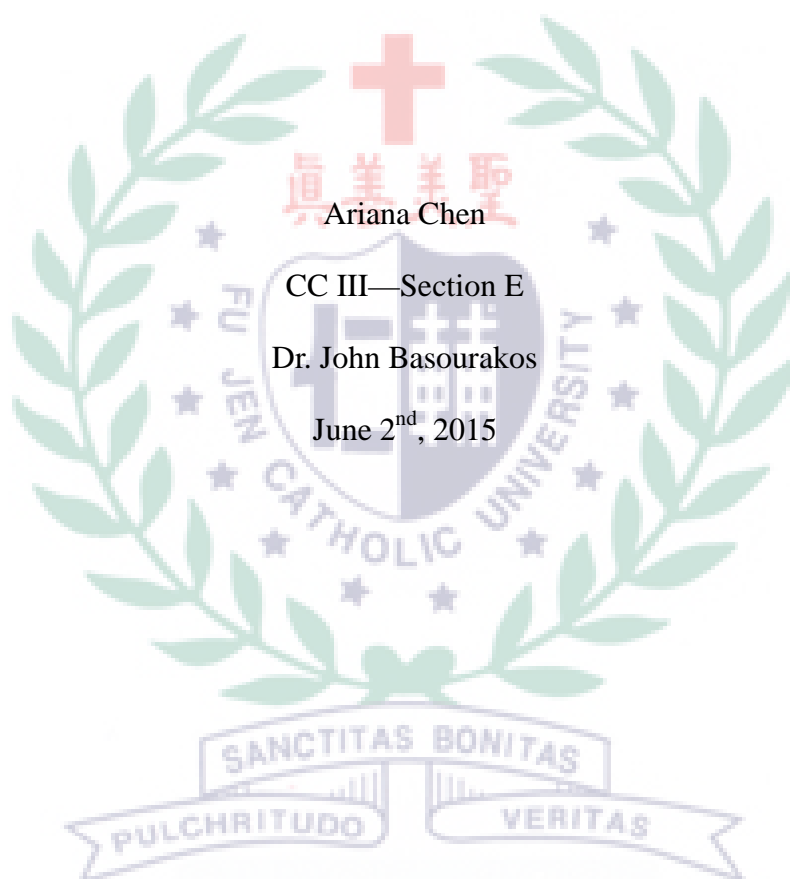 真善美聖
Ariana Chen
CC III—Section E
Dr. John Basourakos
June 2nd, 2015
FU JEN CATHOLIC UNIVERSITY
SANCTITAS BONITAS
PULCHRITUDO VERITAS